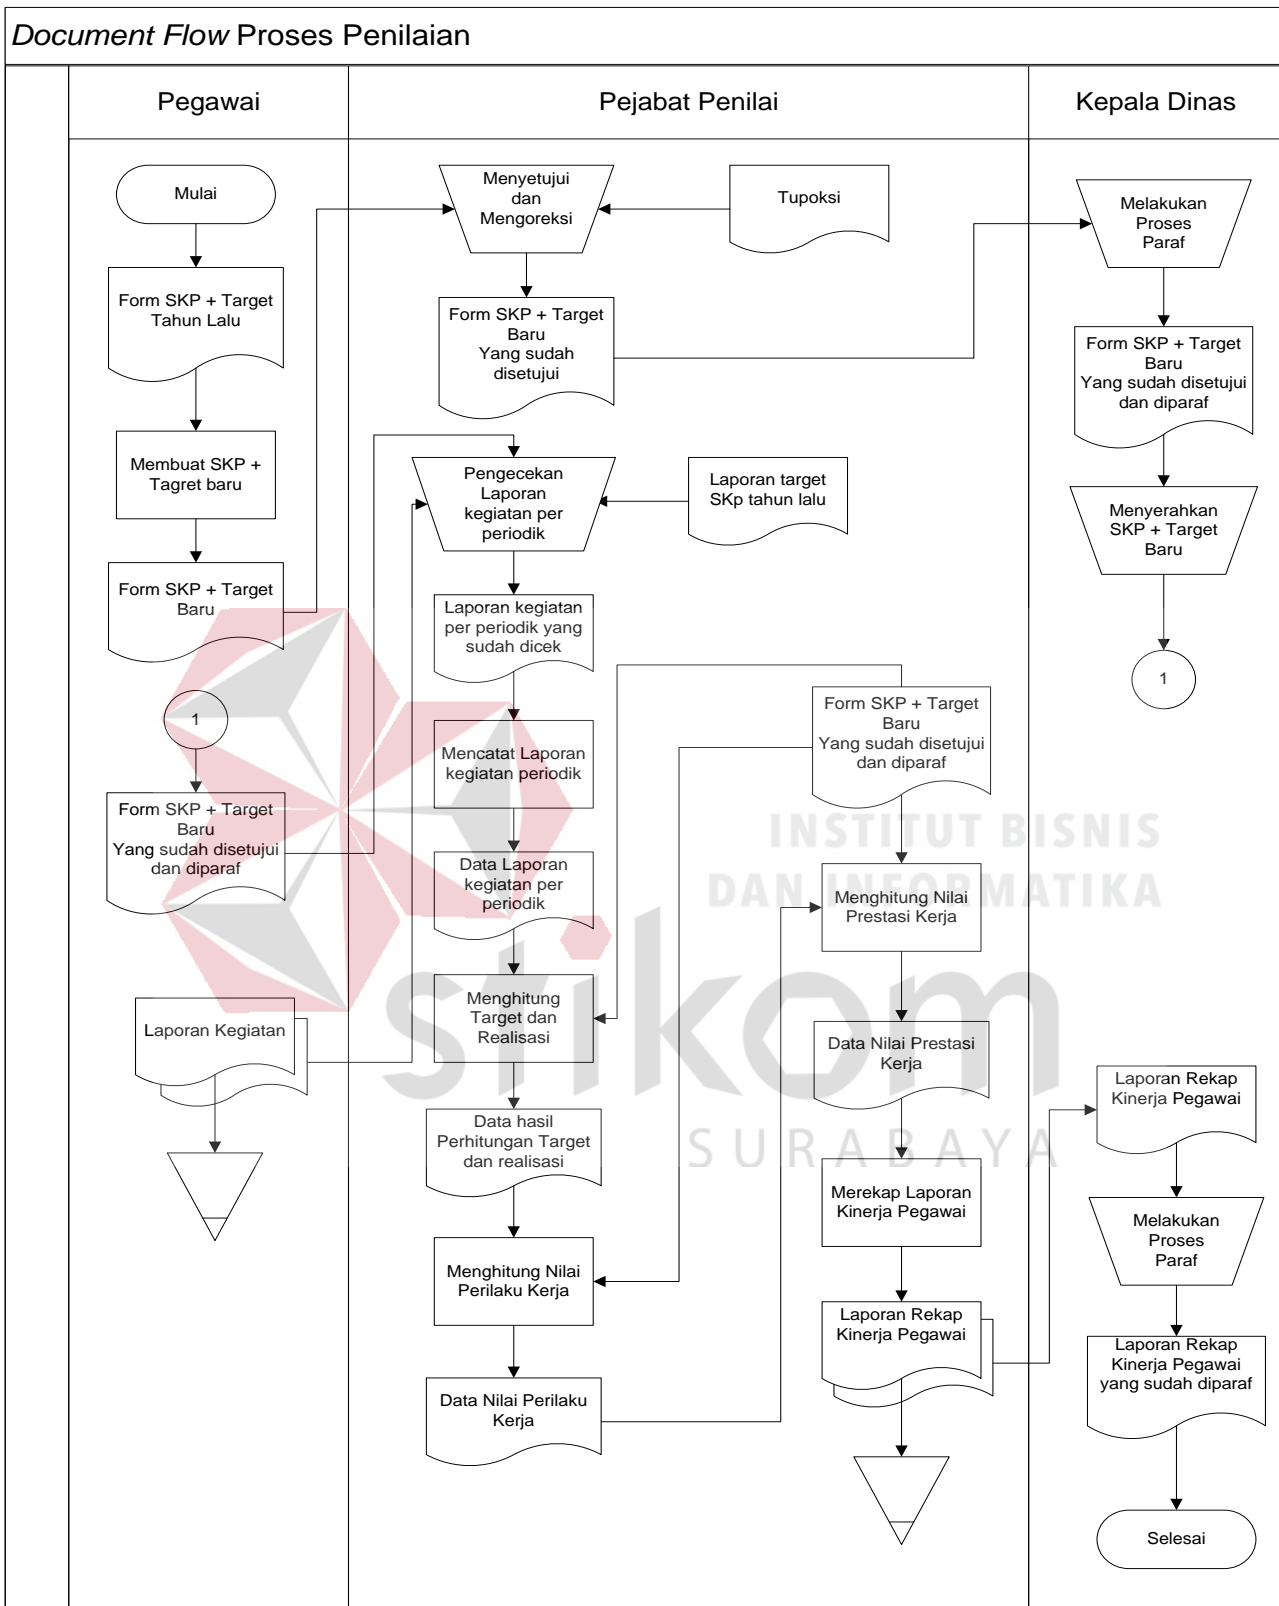 Document Flow Proses Penilaian
Pegawai
Pejabat Penilai
Kepala Dinas
Mulai
Form SKP + Target
Tahun Lalu
Membuat SKP +
Tagret baru
Form SKP + Target
Baru
1
Form SKP + Target
Baru
Yang sudah disetujui
dan diparaf
Laporan Kegiatan
Menyetujui
dan
Mengoreksi
Tupoksi
Form SKP + Target
Baru
Yang sudah
disetujui
Pengecekan
Laporan
kegiatan per
periodik
Laporan target
SKp tahun lalu
Laporan kegiatan
per periodik yang
sudah dicek
Mencatat Laporan
kegiatan periodik
Data Laporan
kegiatan per
periodik
Menghitung
Target dan
Realisasi
Data hasil
Perhitungan Target
dan realisasi
Menghitung Nilai
Perilaku Kerja
Data Nilai Perilaku
Kerja
Form SKP + Target
Baru
Yang sudah disetujui
dan diparaf
Menghitung Nilai
Prestasi Kerja
Data Nilai Prestasi
Kerja
Merekap Laporan
Kinerja Pegawai
Laporan Rekap
Kinerja Pegawai
Melakukan
Proses
Paraf
Form SKP + Target
Baru
Yang sudah disetujui
dan diparaf
Menyerahkan
SKP + Target
Baru
1
Laporan Rekap
Kinerja Pegawai
Melakukan
Proses
Paraf
Laporan Rekap
Kinerja Pegawai
yang sudah diparaf
Selesai
INSTITUT BISNIS
DAN INFORMATIKA
stikom
SURABAYA